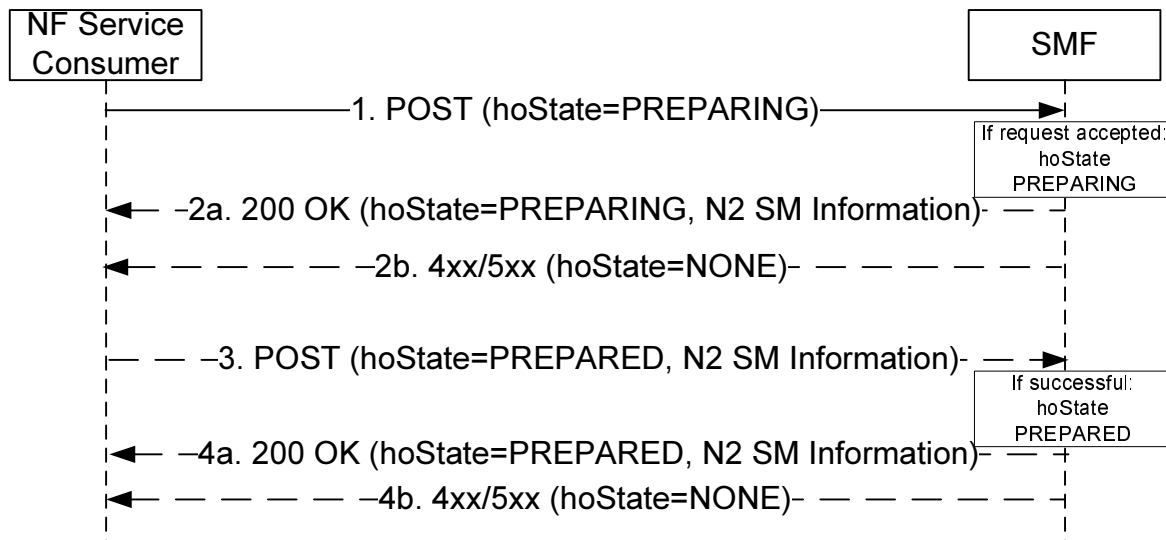 NF Service
Consumer
SMF
1. POST (hoState=PREPARING)
If request accepted:
hoState
PREPARING
2a. 200 OK (hoState=PREPARING, N2 SM Information)
2b. 4xx/5xx (hoState=NONE)
3. POST (hoState=PREPARED, N2 SM Information)
If successful:
hoState
PREPARED
4a. 200 OK (hoState=PREPARED, N2 SM Information)
4b. 4xx/5xx (hoState=NONE)